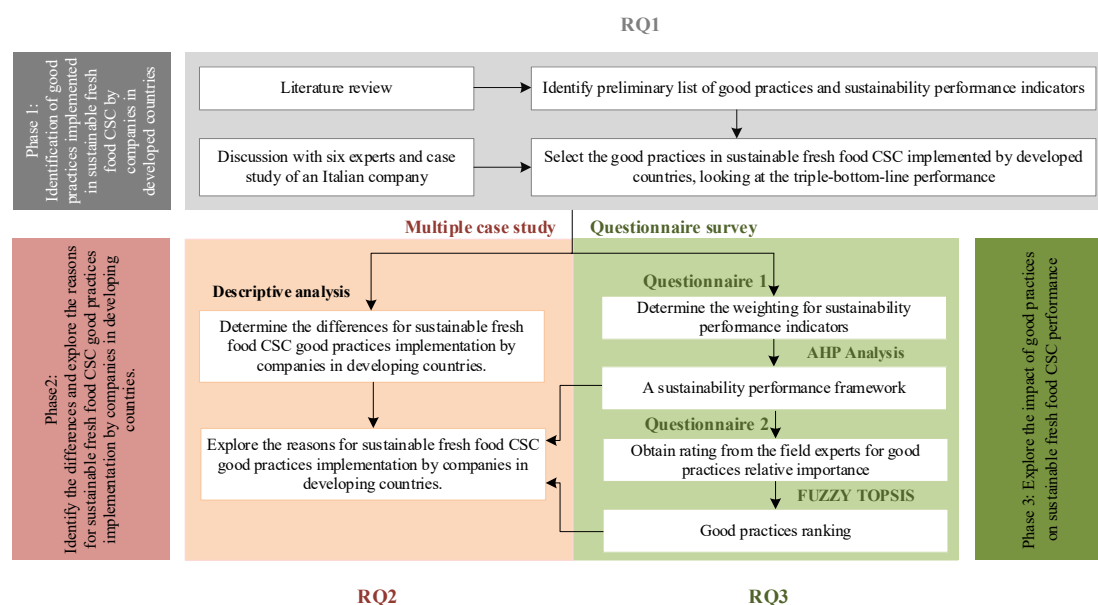 RQ1
Phase 1:
Identification of good
practices implemented
in sustainable fresh
food CSC by
companies in
developed countries
Literature review
Identify preliminary list of good practices and sustainability performance indicators
Discussion with six experts and case
study of an Italian company
Select the good practices in sustainable fresh food CSC implemented by developed
countries, looking at the triple-bottom-line performance
Multiple case study
Questionnaire survey
Phase2:
Identify the differences and explore the reasons
for sustainable fresh food CSC good practices
implementation by companies in developing
countries.
Descriptive analysis
Determine the differences for sustainable fresh
food CSC good practices implementation by
companies in developing countries.
Explore the reasons for sustainable fresh food CSC
good practices implementation by companies in
developing countries.
Questionnaire 1
Determine the weighting for sustainability
performance indicators
AHP Analysis
A sustainability performance framework
Questionnaire 2
Obtain rating from the field experts for good
practices relative importance
FUZZY TOPSIS
Good practices ranking
Phase 3: Explore the impact of good practices
on sustainable fresh food CSC performance
RQ2
RQ3